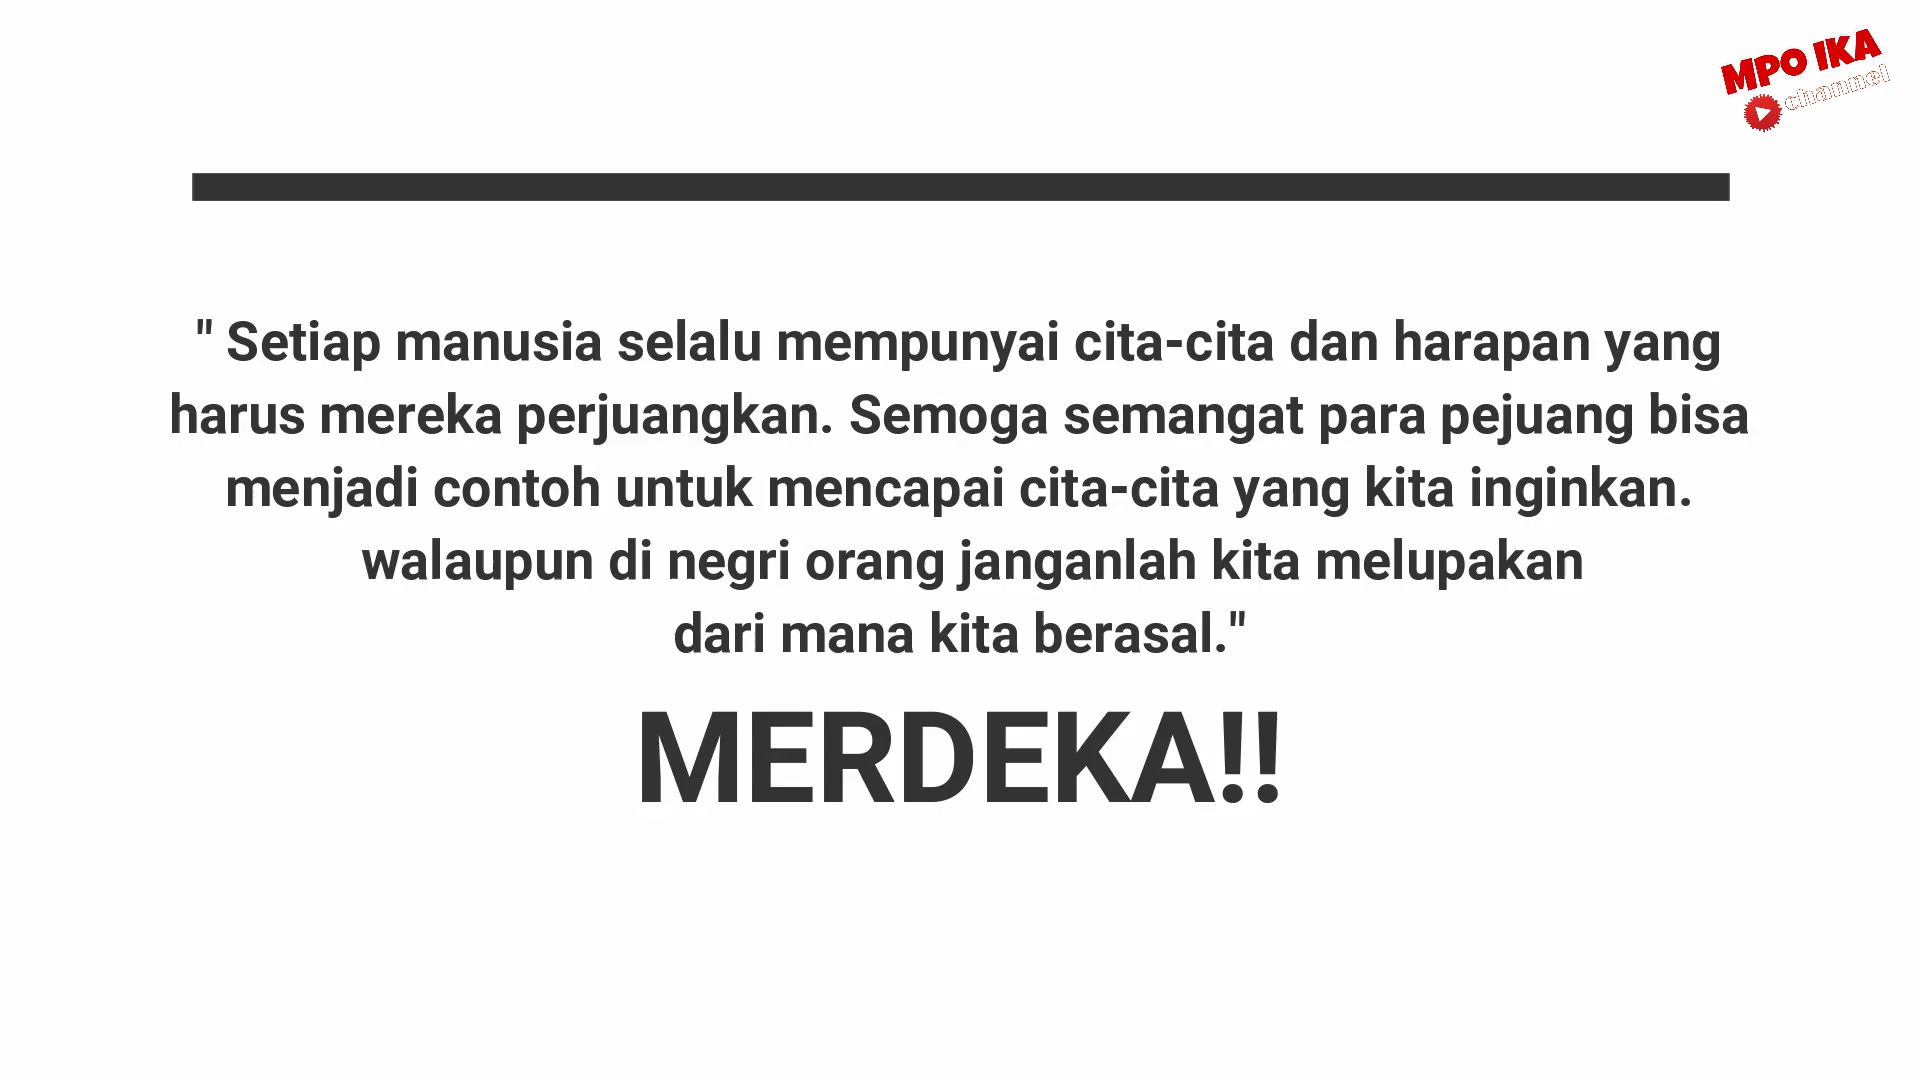 MPO IKA
channel
" Setiap manusia selalu mempunyai cita-cita dan harapan yang
harus mereka perjuangkan. Semoga semangat para pejuang bisa
menjadi contoh untuk mencapai cita-cita yang kita inginkan.
walaupun di negri orang janganlah kita melupakan
dari mana kita berasal."
MERDEKA!!